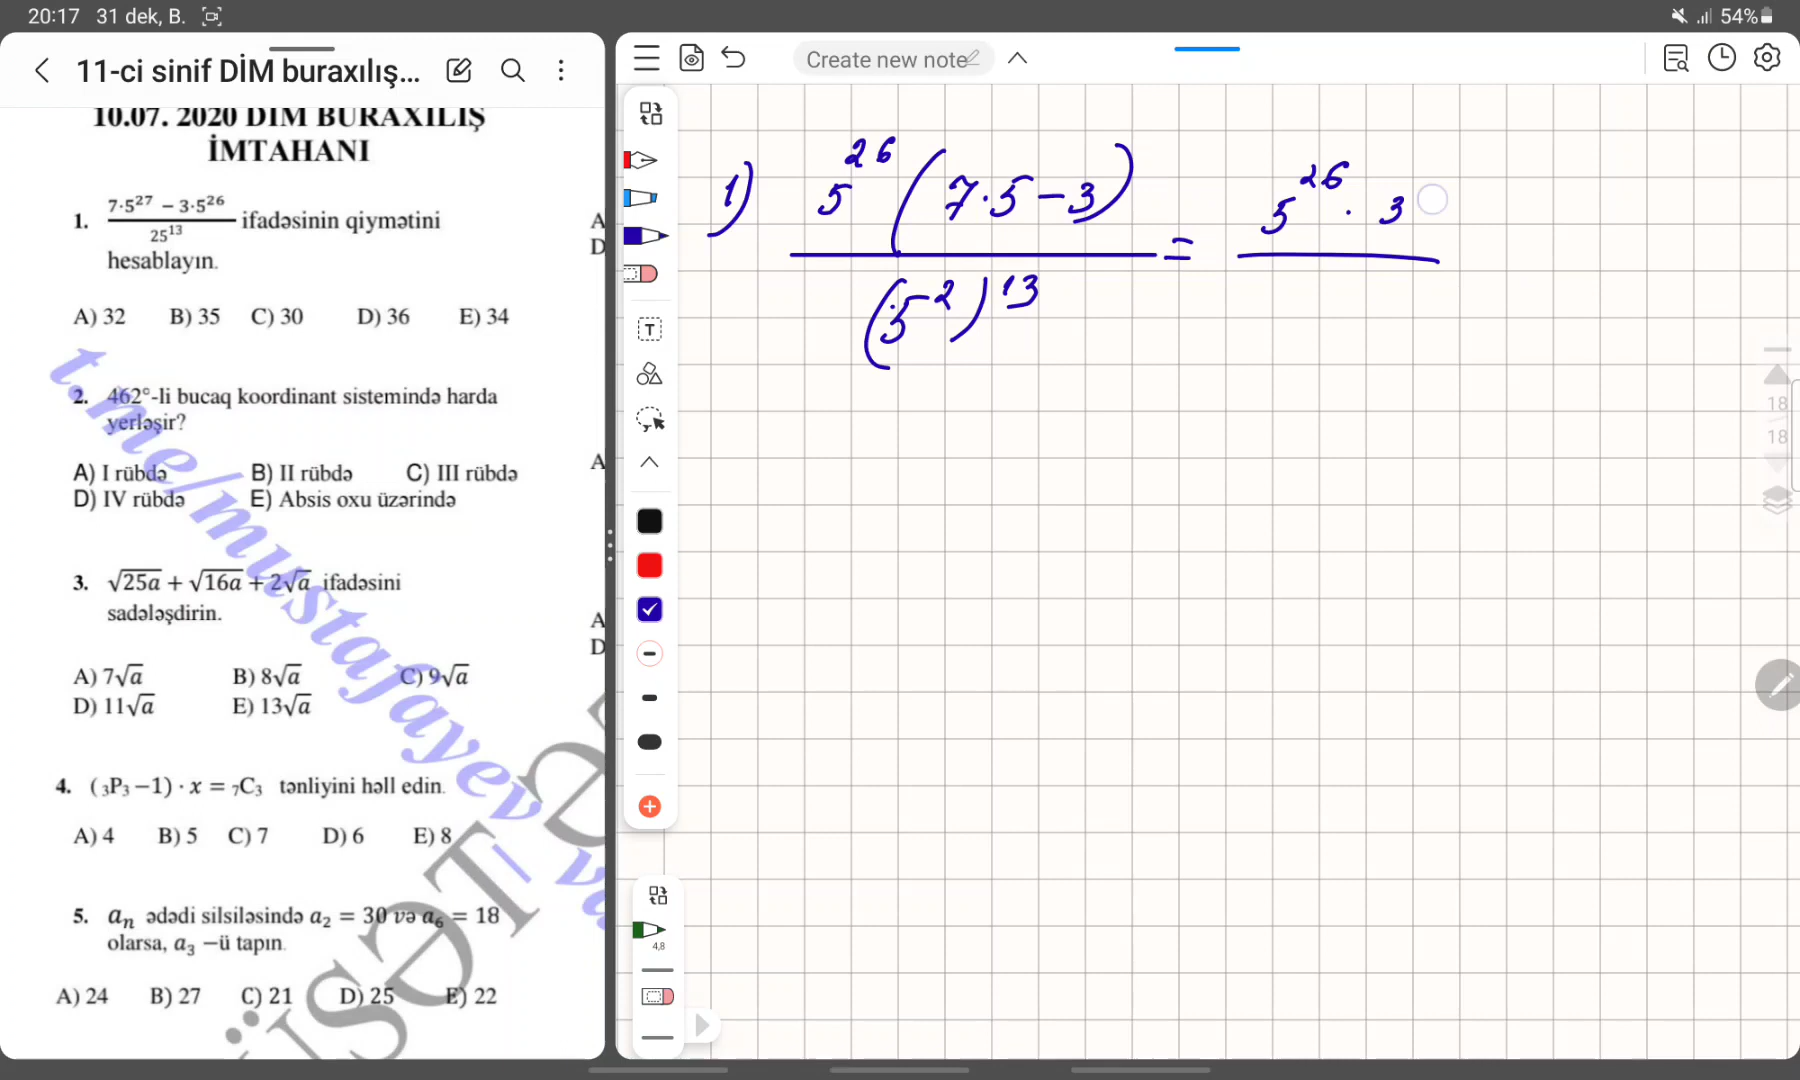 20:17 31 dek, B. 54%
11-ci sinif DİM buraxılış...
10.07. 2020 DİM BURAXILIŞ
İMTAHANI
1. (7·5²⁷ − 3·5²⁶)/25¹³ ifadəsinin qiymətini
hesablayın.
A) 32 B) 35 C) 30 D) 36 E) 34
2. 462°-li bucaq koordinant sistemində harda
yerləşir?
A) I rübdə B) II rübdə C) III rübdə
D) IV rübdə E) Absis oxu üzərində
3. √25a + √16a + 2√a ifadəsini
sadələşdirin.
A) 7√a B) 8√a C) 9√a
D) 11√a E) 13√a
4. (₃P₃ −1) · x = ₇C₃ tənliyini həll edin.
A) 4 B) 5 C) 7 D) 6 E) 8
5. aₙ ədədi silsiləsində a₂ = 30 və a₆ = 18
olarsa, a₃ −ü tapın.
A) 24 B) 27 C) 21 D) 25 E) 22
t.me/mustafayev_va
A
D
A
A
D
Create new note
T
4,8
18
18
1) 5²⁶(7·5−3)/(5²)¹³ = 5²⁶·3